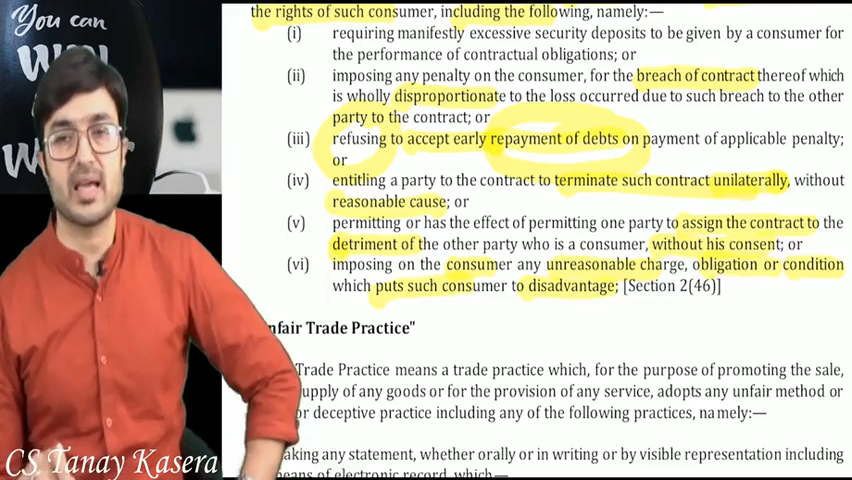 You can
WIN
the rights of such consumer, including the following, namely:—
(i) requiring manifestly excessive security deposits to be given by a consumer for
the performance of contractual obligations; or
(ii) imposing any penalty on the consumer, for the breach of contract thereof which
is wholly disproportionate to the loss occurred due to such breach to the other
party to the contract; or
(iii) refusing to accept early repayment of debts on payment of applicable penalty;
or
(iv) entitling a party to the contract to terminate such contract unilaterally, without
reasonable cause; or
(v) permitting or has the effect of permitting one party to assign the contract to the
detriment of the other party who is a consumer, without his consent; or
(vi) imposing on the consumer any unreasonable charge, obligation or condition
which puts such consumer to disadvantage; [Section 2(46)]
nfair Trade Practice"
Trade Practice means a trade practice which, for the purpose of promoting the sale,
supply of any goods or for the provision of any service, adopts any unfair method or
or deceptive practice including any of the following practices, namely:—
aking any statement, whether orally or in writing or by visible representation including
eans of electronic record, which—
CS. Tanay Kasera